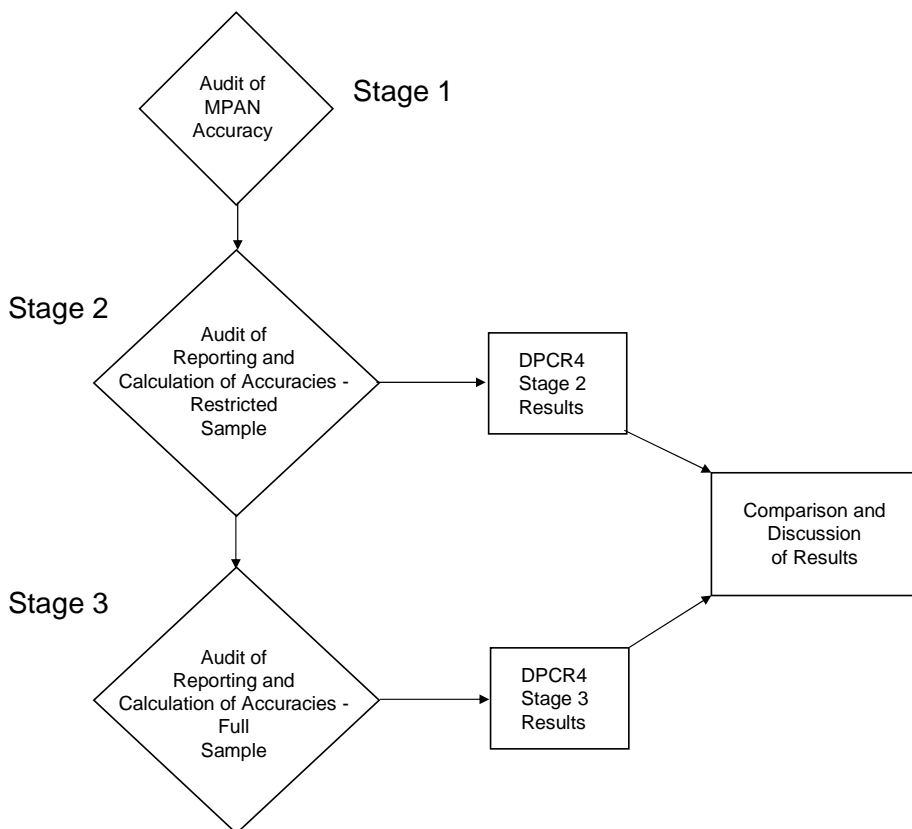 Audit of
MPAN
Accuracy
Stage 1
Stage 2
Audit of
Reporting and
Calculation of Accuracies -
Restricted
Sample
DPCR4
Stage 2
Results
Comparison and
Discussion
of Results
Stage 3
Audit of
Reporting and
Calculation of Accuracies -
Full
Sample
DPCR4
Stage 3
Results